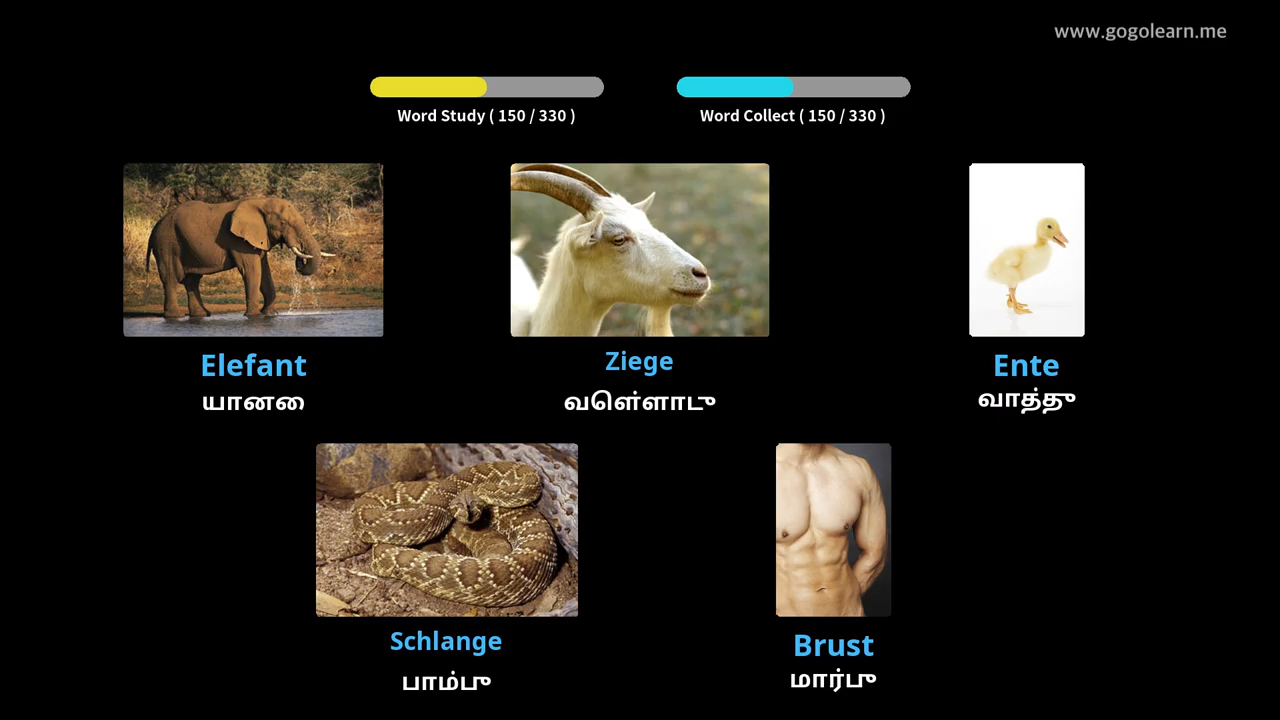 www.gogolearn.me
Word Study ( 150 / 330 )
Word Collect ( 150 / 330 )
Elefant
யானை
Ziege
வெள்ளாடு
Ente
வாத்து
Schlange
பாம்பு
Brust
மார்பு